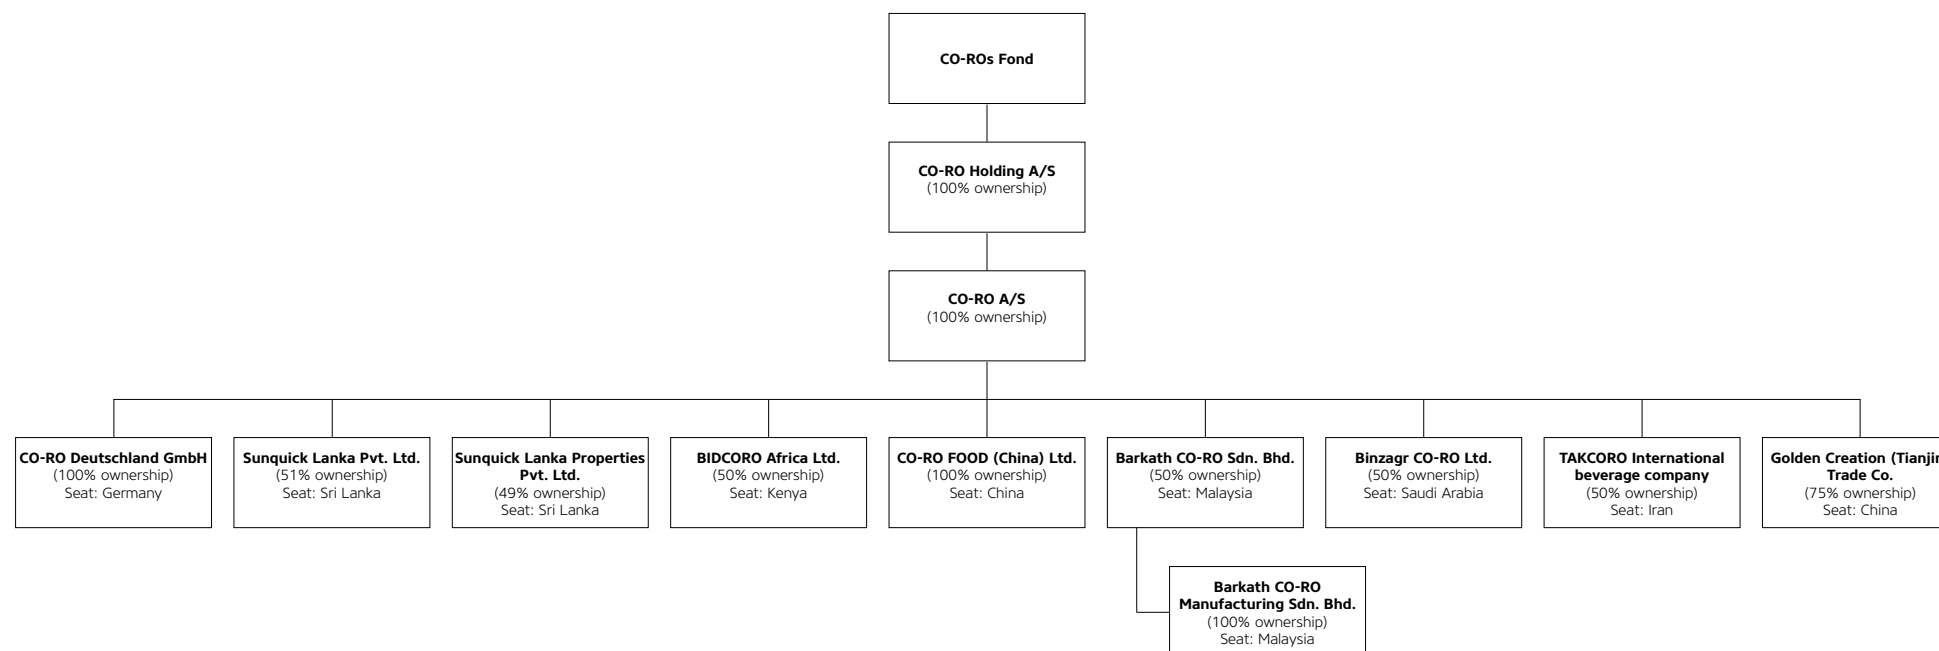 CO-ROs Fond
CO-RO Holding A/S
(100% ownership)
CO-RO A/S
(100% ownership)
CO-RO Deutschland GmbH
(100% ownership)
Seat: Germany
Sunquick Lanka Pvt. Ltd.
(51% ownership)
Seat: Sri Lanka
Sunquick Lanka Properties
Pvt. Ltd.
(49% ownership)
Seat: Sri Lanka
BIDCORO Africa Ltd.
(50% ownership)
Seat: Kenya
CO-RO FOOD (China) Ltd.
(100% ownership)
Seat: China
Barkath CO-RO Sdn. Bhd.
(50% ownership)
Seat: Malaysia
Binzagr CO-RO Ltd.
(50% ownership)
Seat: Saudi Arabia
TAKCORO International
beverage company
(50% ownership)
Seat: Iran
Golden Creation (Tianjin
Trade Co.
(75% ownership)
Seat: China
Barkath CO-RO
Manufacturing Sdn. Bhd.
(100% ownership)
Seat: Malaysia